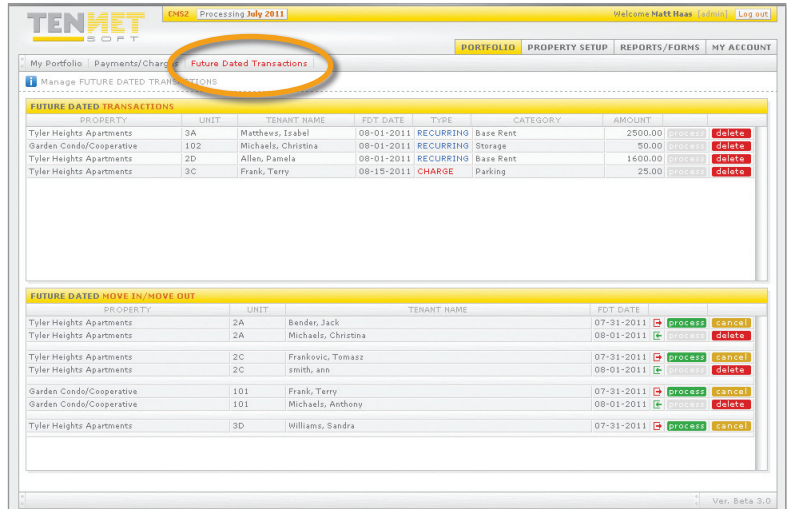 TENNET SOFT
CMS2 Processing July 2011 Welcome Matt Haas [admin] Log out
PORTFOLIO PROPERTY SETUP REPORTS/FORMS MY ACCOUNT
My Portfolio Payments/Charges Future Dated Transactions
i Manage FUTURE DATED TRANSACTIONS
FUTURE DATED TRANSACTIONS
PROPERTY UNIT TENANT NAME FDT DATE TYPE CATEGORY AMOUNT
Tyler Heights Apartments 3A Matthews, Isabel 08-01-2011 RECURRING Base Rent 2500.00 process delete
Garden Condo/Cooperative 102 Michaels, Christina 08-01-2011 RECURRING Storage 50.00 process delete
Tyler Heights Apartments 2D Allen, Pamela 08-01-2011 RECURRING Base Rent 1600.00 process delete
Tyler Heights Apartments 3C Frank, Terry 08-15-2011 CHARGE Parking 25.00 process delete
FUTURE DATED MOVE IN/MOVE OUT
PROPERTY UNIT TENANT NAME FDT DATE
Tyler Heights Apartments 2A Bender, Jack 07-31-2011 process cancel
Tyler Heights Apartments 2A Michaels, Christina 08-01-2011 process delete
Tyler Heights Apartments 2C Frankovic, Tomasz 07-31-2011 process cancel
Tyler Heights Apartments 2C smith, ann 08-01-2011 process delete
Garden Condo/Cooperative 101 Frank, Terry 07-31-2011 process cancel
Garden Condo/Cooperative 101 Michaels, Anthony 08-01-2011 process delete
Tyler Heights Apartments 3D Williams, Sandra 07-31-2011 process cancel
Ver. Beta 3.0